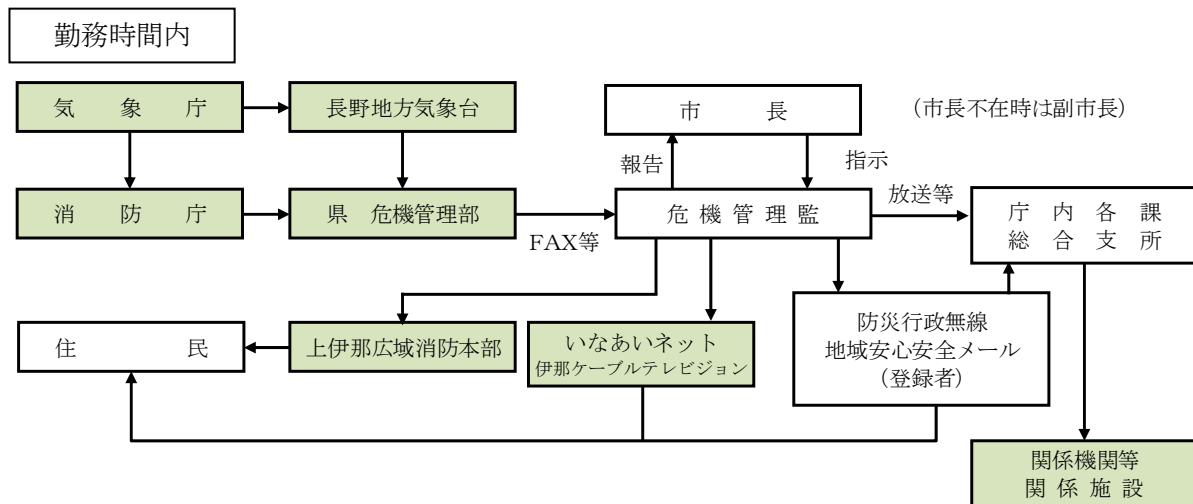 勤務時間内
気象庁
長野地方気象台
市長
(市長不在時は副市長)
報告
指示
消防庁
県 危機管理部
FAX等
危機管理監
放送等
庁内各課
総合支所
住民
上伊那広域消防本部
いなあいネット
伊那ケーブルテレビジョン
防災行政無線
地域安心安全メール
(登録者)
関係機関等
関係施設